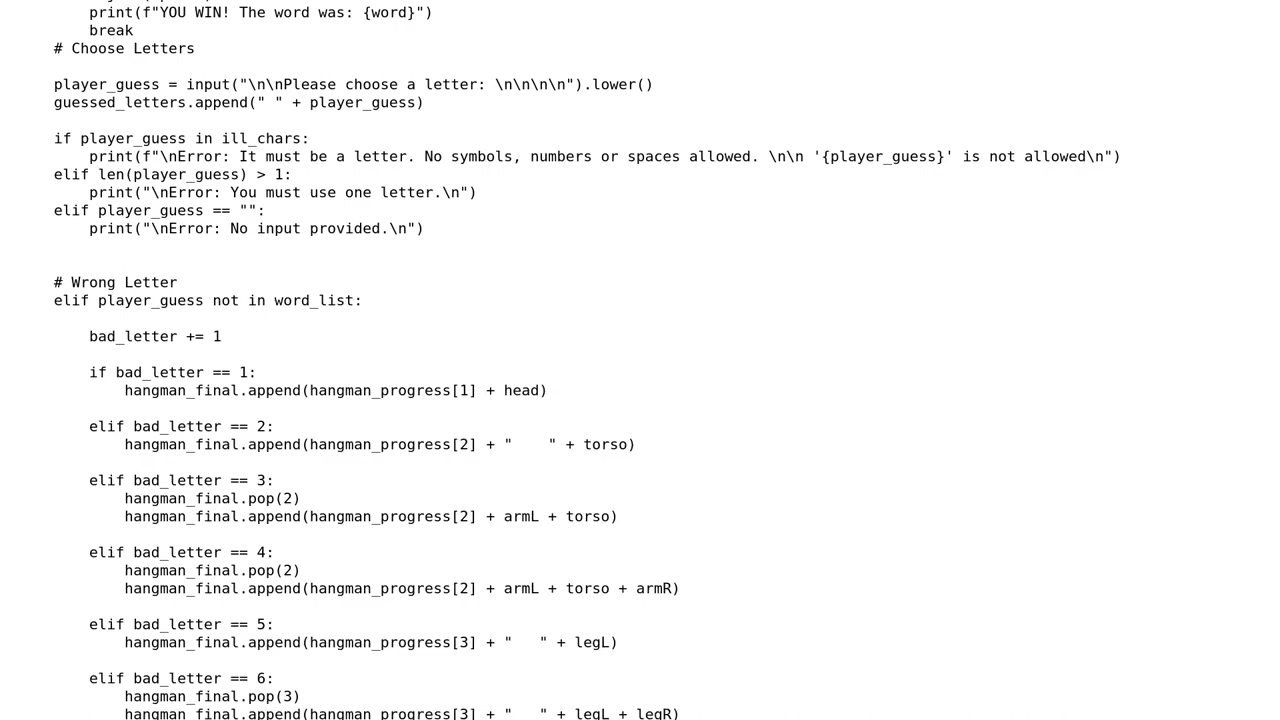 print(f"YOU WIN! The word was: {word}")
break
# Choose Letters
player_guess = input("\n\nPlease choose a letter: \n\n\n\n").lower()
guessed_letters.append(" " + player_guess)
if player_guess in ill_chars:
print(f"\nError: It must be a letter. No symbols, numbers or spaces allowed. \n\n '{player_guess}' is not allowed\n")
elif len(player_guess) > 1:
print("\nError: You must use one letter.\n")
elif player_guess == "":
print("\nError: No input provided.\n")
# Wrong Letter
elif player_guess not in word_list:
bad_letter += 1
if bad_letter == 1:
hangman_final.append(hangman_progress[1] + head)
elif bad_letter == 2:
hangman_final.append(hangman_progress[2] + "    " + torso)
elif bad_letter == 3:
hangman_final.pop(2)
hangman_final.append(hangman_progress[2] + armL + torso)
elif bad_letter == 4:
hangman_final.pop(2)
hangman_final.append(hangman_progress[2] + armL + torso + armR)
elif bad_letter == 5:
hangman_final.append(hangman_progress[3] + "   " + legL)
elif bad_letter == 6:
hangman_final.pop(3)
hangman_final.append(hangman_progress[3] + "   " + legL + legR)